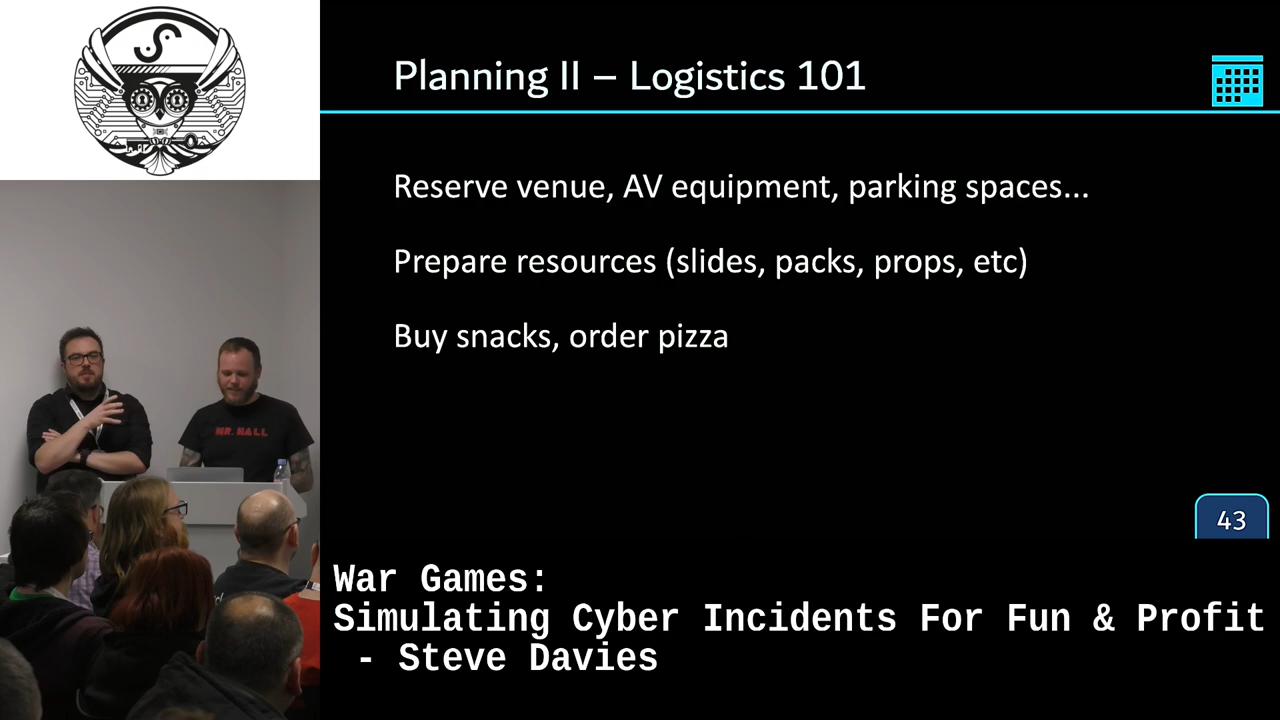 Planning II – Logistics 101
Reserve venue, AV equipment, parking spaces...
Prepare resources (slides, packs, props, etc)
Buy snacks, order pizza
43
MR. HALL
War Games:
Simulating Cyber Incidents For Fun & Profit
- Steve Davies